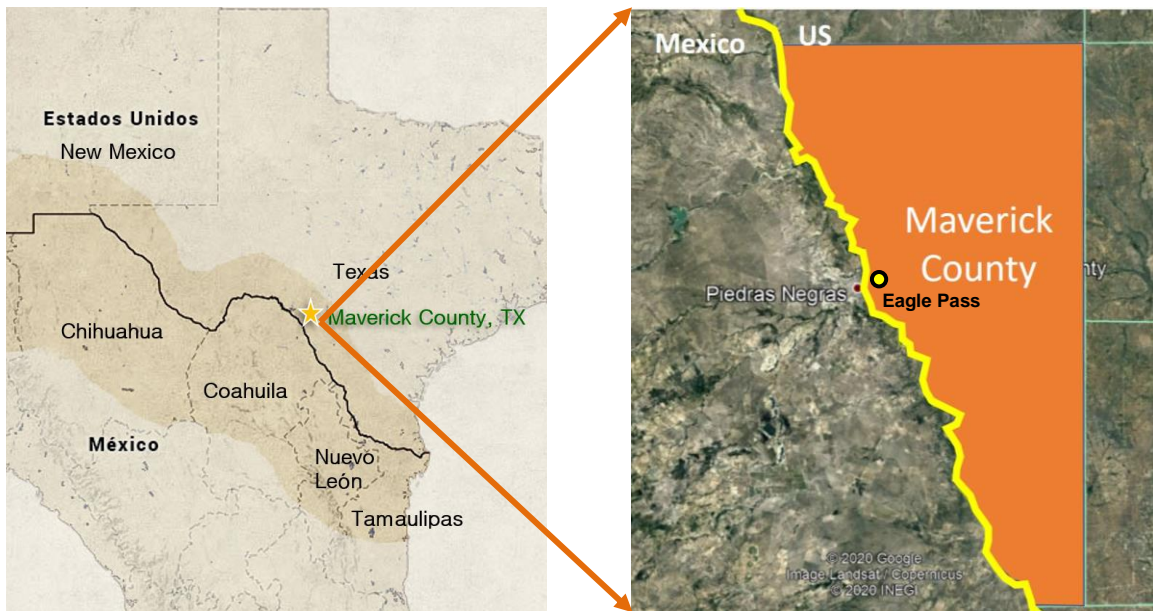 Estados Unidos
New Mexico
Texas
Maverick County, TX
Chihuahua
Coahuila
México
Nuevo
León
Tamaulipas
Mexico
US
Maverick
County
nty
Piedras Negras
Eagle Pass
© 2020 Google
Image Landsat / Copernicus
© 2020 INEGI